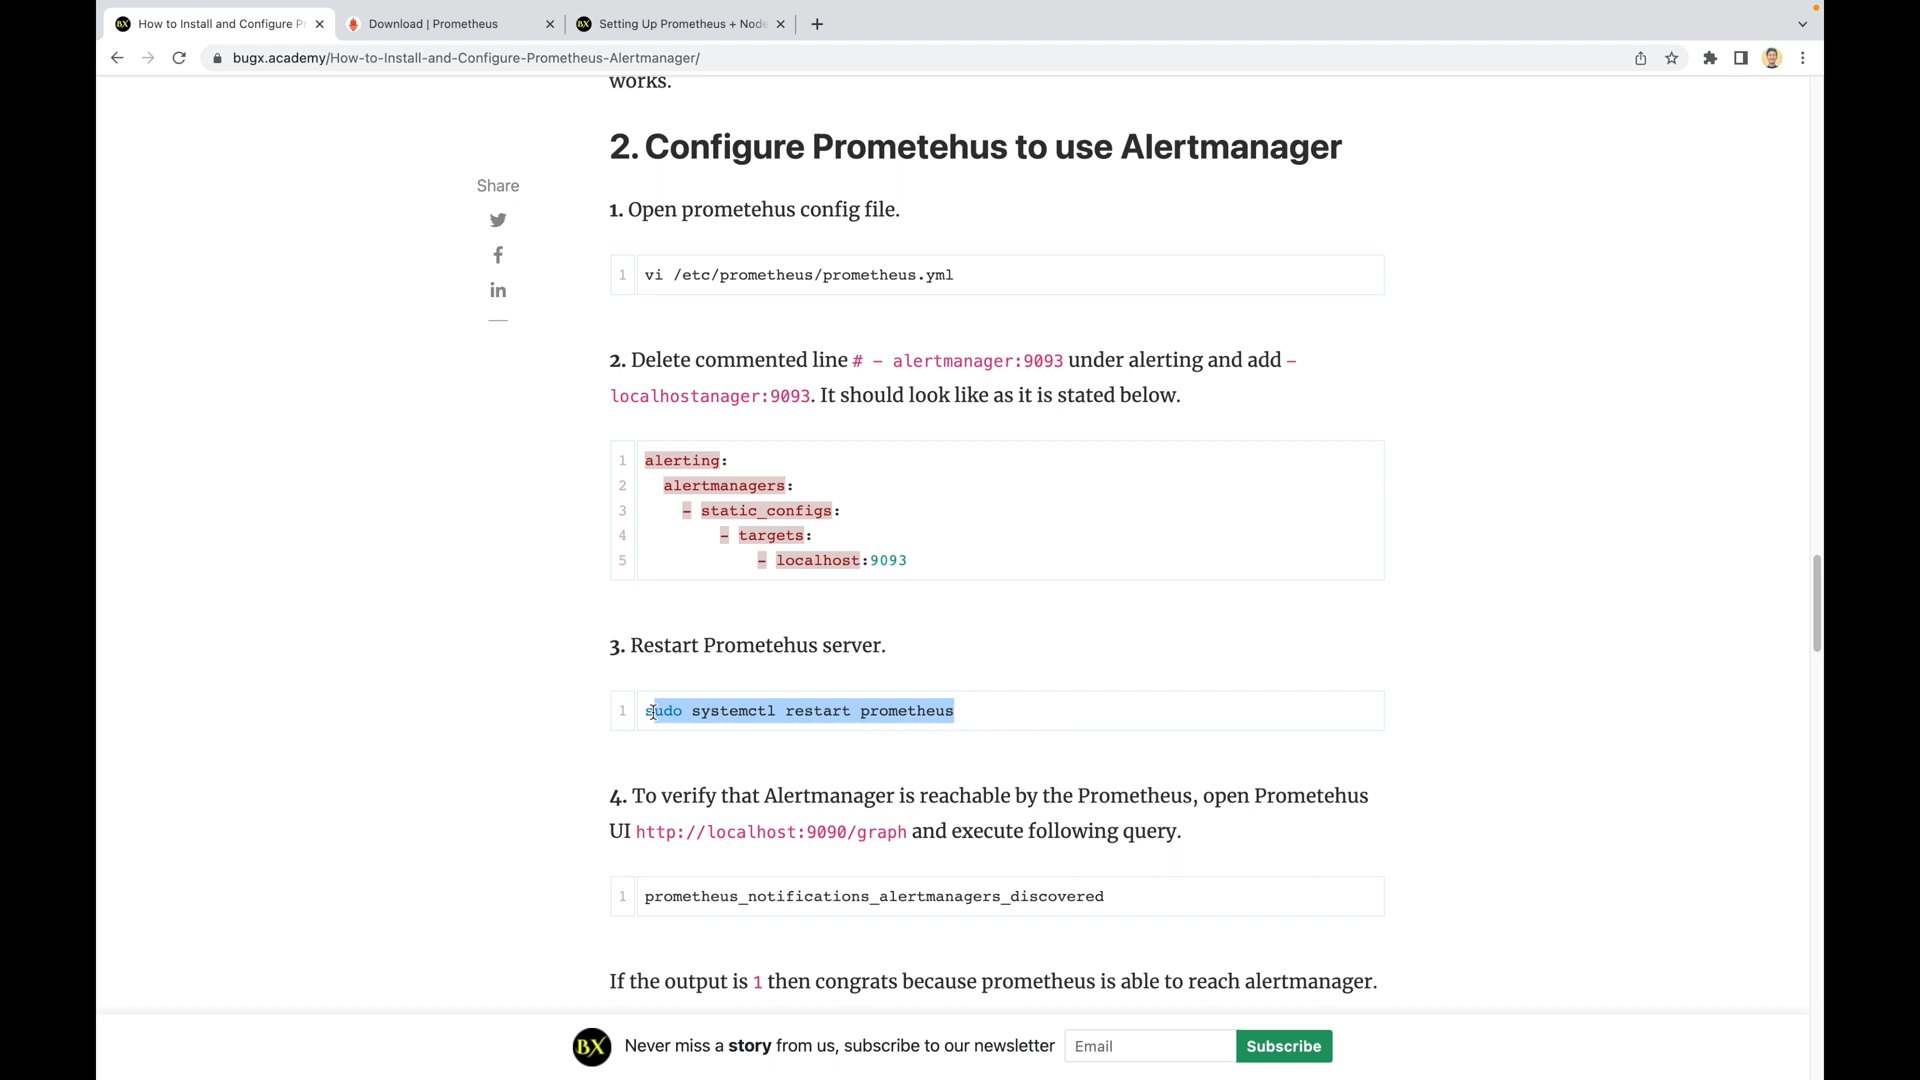 How to Install and Configure Pr
Download | Prometheus
Setting Up Prometheus + Node
bugx.academy/How-to-Install-and-Configure-Prometheus-Alertmanager/
works.
2. Configure Prometehus to use Alertmanager
Share
1. Open prometehus config file.
1 vi /etc/prometheus/prometheus.yml
2. Delete commented line # - alertmanager:9093 under alerting and add -
localhostanager:9093. It should look like as it is stated below.
1 alerting:
2 alertmanagers:
3 - static_configs:
4 - targets:
5 - localhost:9093
3. Restart Prometehus server.
1 sudo systemctl restart prometheus
4. To verify that Alertmanager is reachable by the Prometheus, open Prometehus
UI http://localhost:9090/graph and execute following query.
1 prometheus_notifications_alertmanagers_discovered
If the output is 1 then congrats because prometheus is able to reach alertmanager.
BX Never miss a story from us, subscribe to our newsletter Email Subscribe